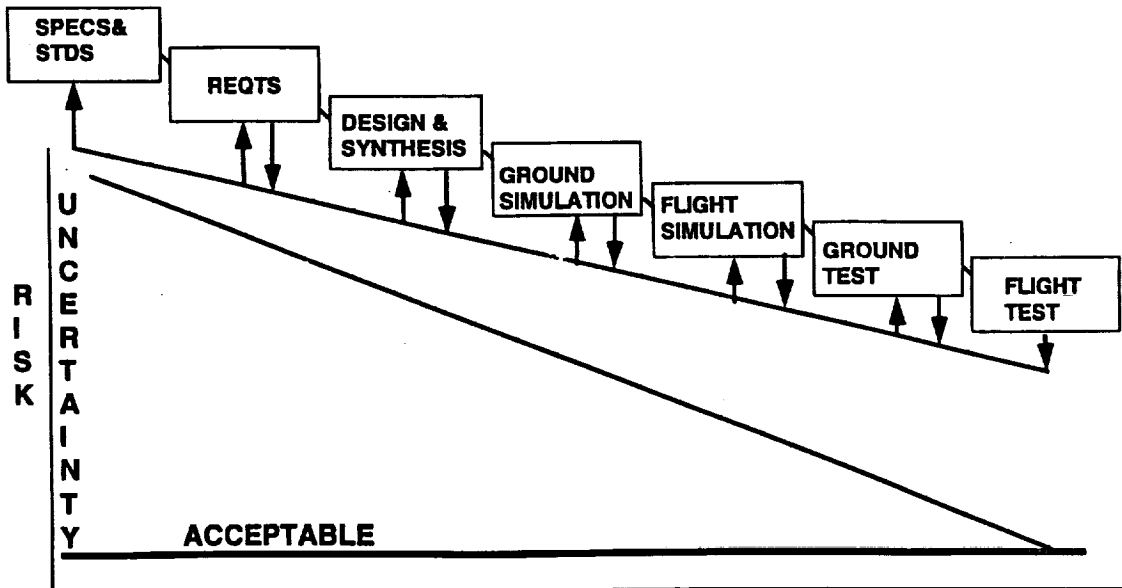 SPECS&
STDS
REQTS
DESIGN &
SYNTHESIS
GROUND
SIMULATION
FLIGHT
SIMULATION
GROUND
TEST
FLIGHT
TEST
RISK
UNCERTAINTY
ACCEPTABLE